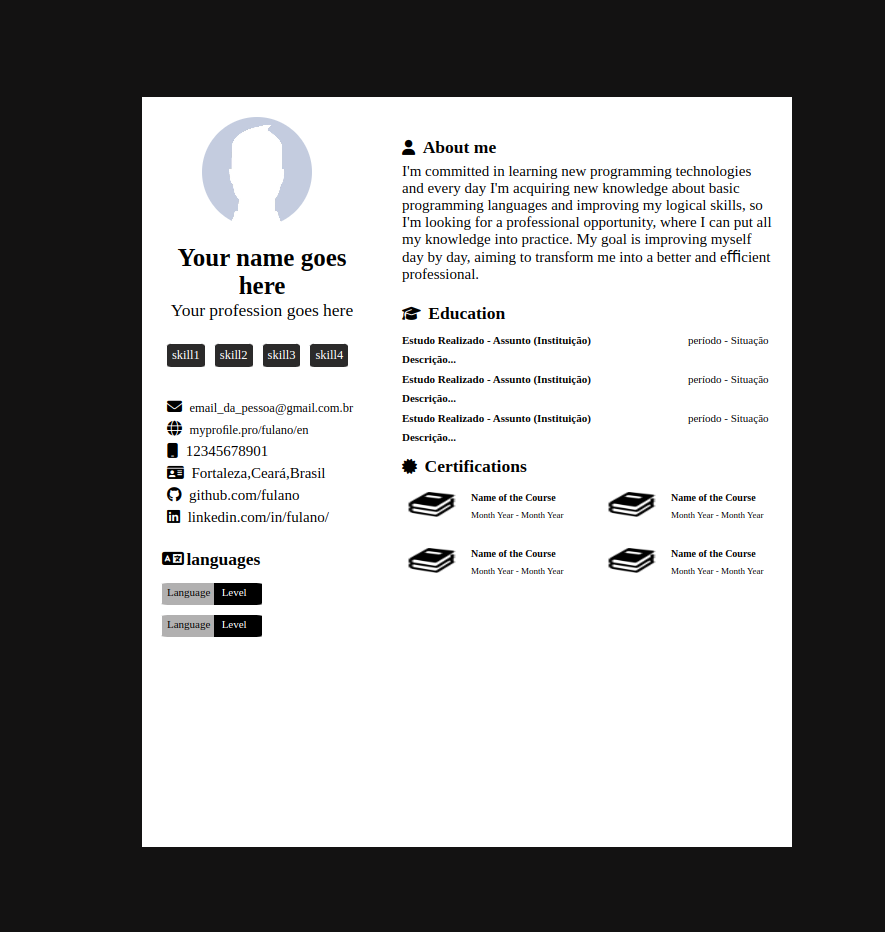 Your name goes
here
Your profession goes here
skill1 skill2 skill3 skill4
email_da_pessoa@gmail.com.br
myprofile.pro/fulano/en
12345678901
Fortaleza,Ceará,Brasil
github.com/fulano
linkedin.com/in/fulano/
languages
Language Level
Language Level
About me
I'm committed in learning new programming technologies
and every day I'm acquiring new knowledge about basic
programming languages and improving my logical skills, so
I'm looking for a professional opportunity, where I can put all
my knowledge into practice. My goal is improving myself
day by day, aiming to transform me into a better and efficient
professional.
Education
Estudo Realizado - Assunto (Instituição) período - Situação
Descrição...
Estudo Realizado - Assunto (Instituição) período - Situação
Descrição...
Estudo Realizado - Assunto (Instituição) período - Situação
Descrição...
Certifications
Name of the Course Name of the Course
Month Year - Month Year Month Year - Month Year
Name of the Course Name of the Course
Month Year - Month Year Month Year - Month Year